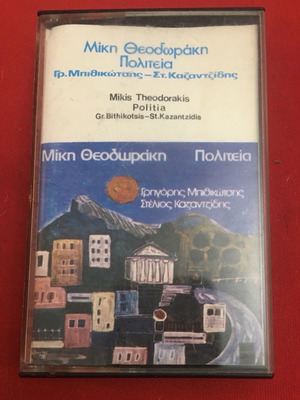 Μίκη Θεοδωράκη
Πολιτεία
Γρ. Μπιθικώτσης – Στ. Καζαντζίδης
Mikis Theodorakis
Politia
Gr. Bithikotsis – St. Kazantzidis
Μίκη Θεοδωράκη Πολιτεία
Γρηγόρης Μπιθικώτσης
Στέλιος Καζαντζίδης